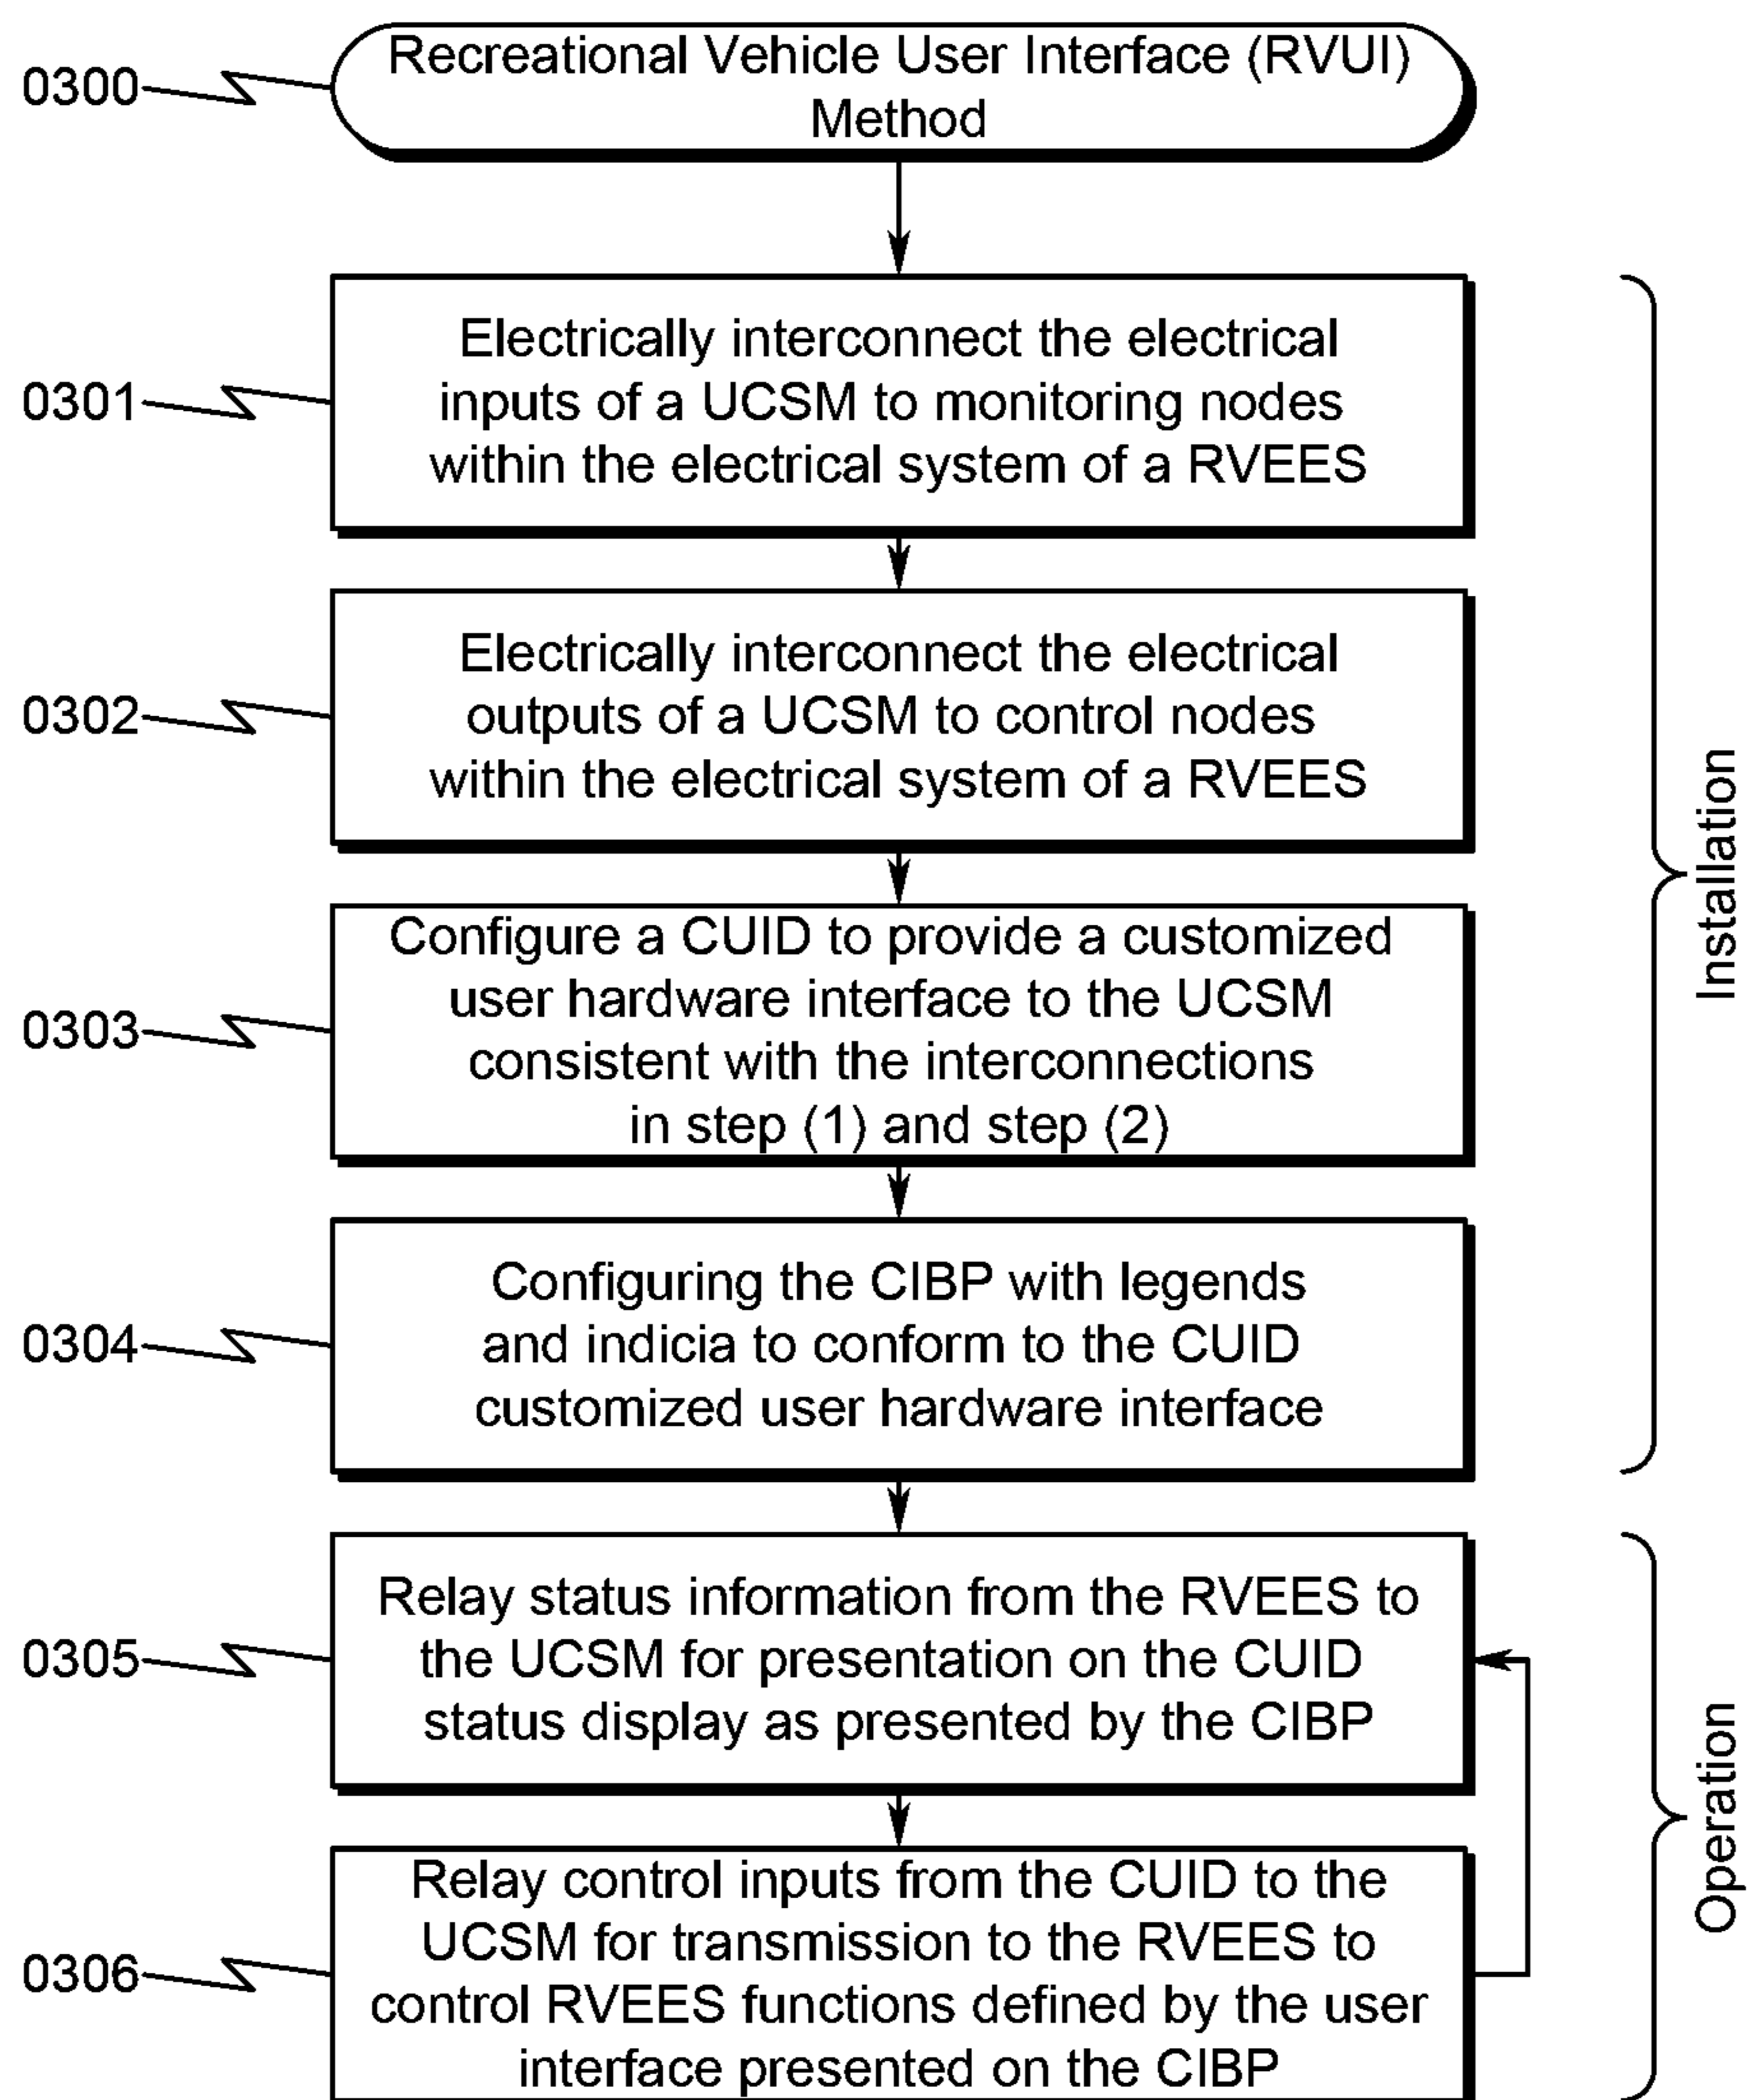 0300
Recreational Vehicle User Interface (RVUI)
Method
0301
Electrically interconnect the electrical
inputs of a UCSM to monitoring nodes
within the electrical system of a RVEES
0302
Electrically interconnect the electrical
outputs of a UCSM to control nodes
within the electrical system of a RVEES
0303
Configure a CUID to provide a customized
user hardware interface to the UCSM
consistent with the interconnections
in step (1) and step (2)
0304
Configuring the CIBP with legends
and indicia to conform to the CUID
customized user hardware interface
Installation
0305
Relay status information from the RVEES to
the UCSM for presentation on the CUID
status display as presented by the CIBP
0306
Relay control inputs from the CUID to the
UCSM for transmission to the RVEES to
control RVEES functions defined by the user
interface presented on the CIBP
Operation